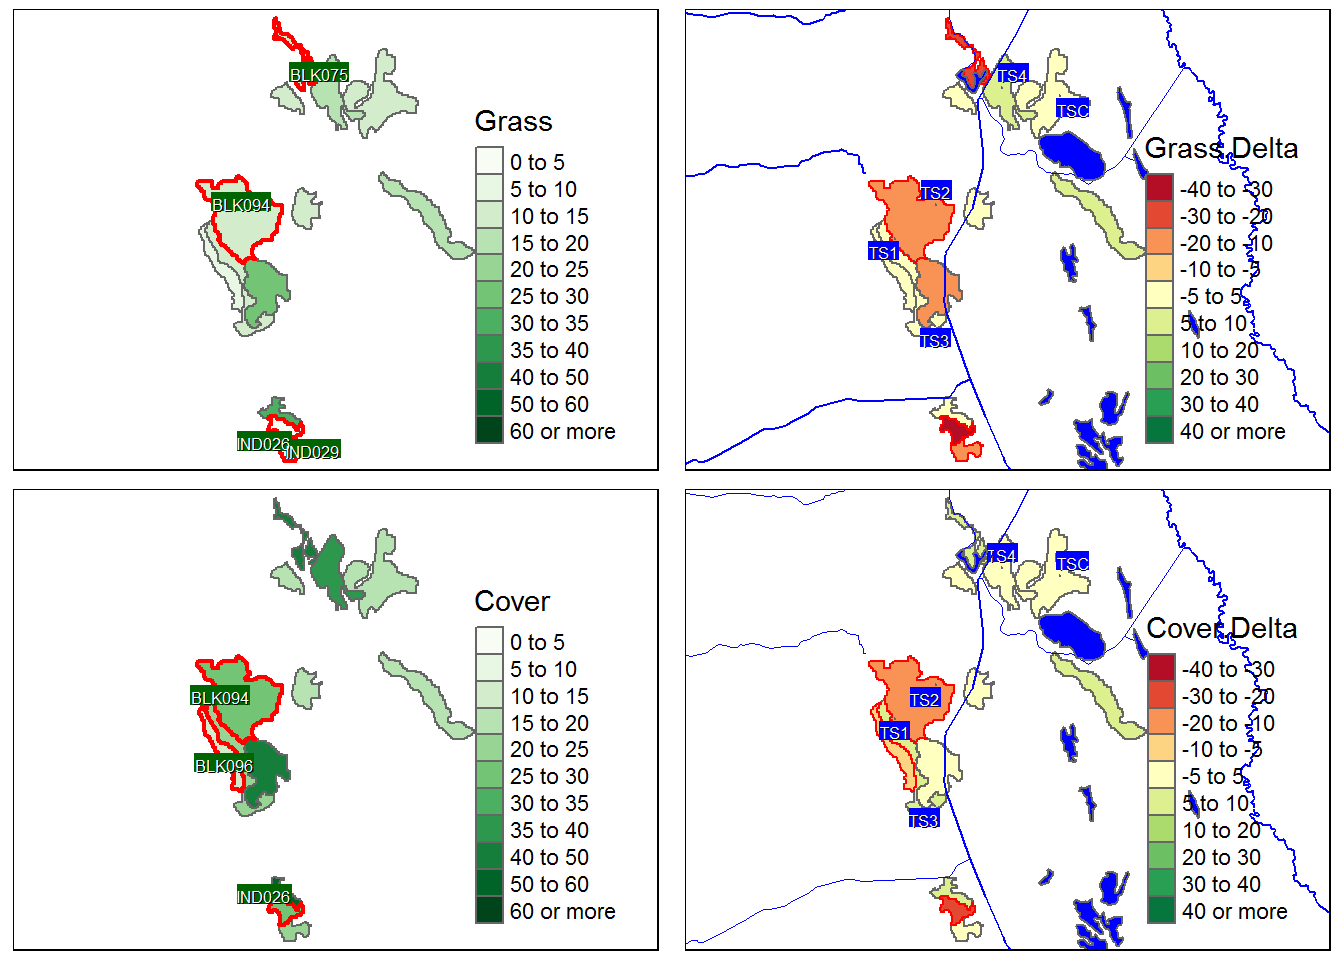 BLK075
Grass
0 to 5
5 to 10
10 to 15
15 to 20
20 to 25
25 to 30
30 to 35
35 to 40
40 to 50
50 to 60
60 or more
BLK094
IND026
IND029
TS4
TSC
Grass Delta
-40 to -30
-30 to -20
-20 to -10
-10 to -5
-5 to 5
5 to 10
10 to 20
20 to 30
30 to 40
40 or more
TS2
TS1
TS3
Cover
0 to 5
5 to 10
10 to 15
15 to 20
20 to 25
25 to 30
30 to 35
35 to 40
40 to 50
50 to 60
60 or more
BLK094
BLK096
IND026
TS4
TSC
Cover Delta
-40 to -30
-30 to -20
-20 to -10
-10 to -5
-5 to 5
5 to 10
10 to 20
20 to 30
30 to 40
40 or more
TS2
TS1
TS3